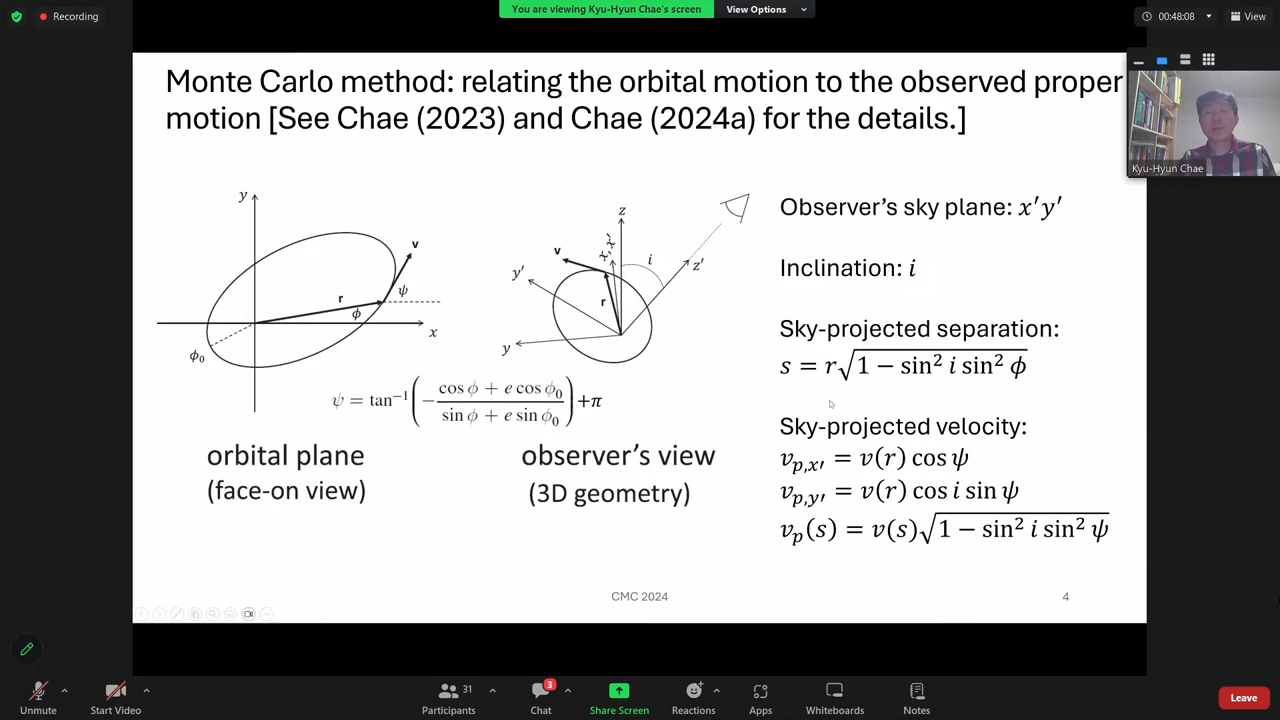 Recording
You are viewing Kyu-Hyun Chae's screen
View Options
00:48:08
View
Monte Carlo method: relating the orbital motion to the observed proper
motion [See Chae (2023) and Chae (2024a) for the details.]
Kyu-Hyun Chae
y
v
r
ψ
ϕ
x
ϕ₀
z
v
x, x'
i
z'
y'
r
y
ψ = tan⁻¹(−(cos ϕ + e cos ϕ₀)/(sin ϕ + e sin ϕ₀))+π
orbital plane
(face-on view)
observer's view
(3D geometry)
Observer's sky plane: x′y′
Inclination: i
Sky-projected separation:
s = r√(1 − sin² i sin² ϕ)
Sky-projected velocity:
v_{p,x′} = v(r) cos ψ
v_{p,y′} = v(r) cos i sin ψ
v_p(s) = v(s)√(1 − sin² i sin² ψ)
CMC 2024
4
Unmute
Start Video
31
Participants
3
Chat
Share Screen
Reactions
Apps
Whiteboards
Notes
Leave